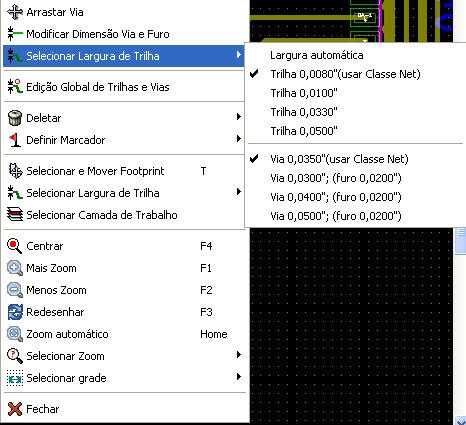 Arrastar Via
Modificar Dimensão Via e Furo
Selecionar Largura de Trilha
Edição Global de Trilhas e Vias
Deletar
Definir Marcador
Selecionar e Mover Footprint T
Selecionar Largura de Trilha
Selecionar Camada de Trabalho
Centrar F4
Mais Zoom F1
Menos Zoom F2
Redesenhar F3
Zoom automático Home
Selecionar Zoom
Selecionar grade
Fechar
Largura automática
Trilha 0,0080"(usar Classe Net)
Trilha 0,0100"
Trilha 0,0330"
Trilha 0,0500"
Via 0,0350"(usar Classe Net)
Via 0,0300"; (furo 0,0200")
Via 0,0400"; (furo 0,0200")
Via 0,0500"; (furo 0,0200")